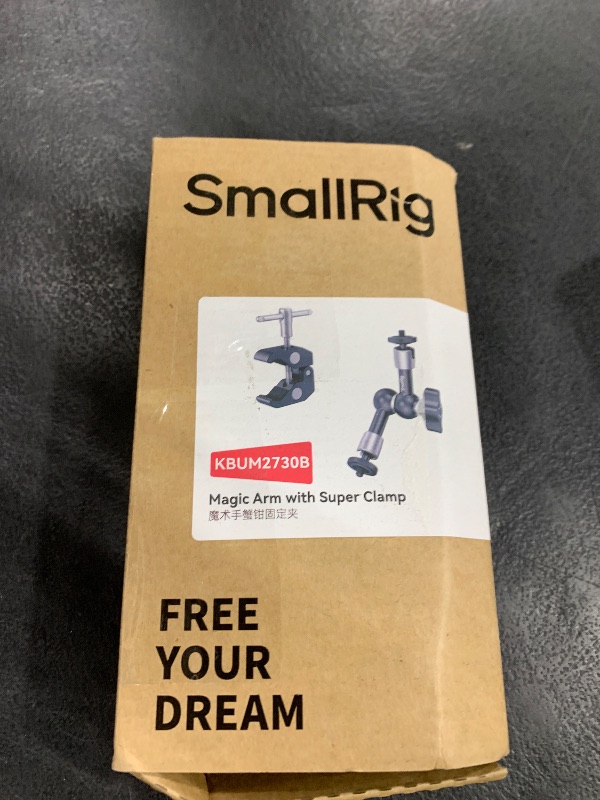 SmallRig
KBUM2730B
Magic Arm with Super Clamp
魔术手蟹钳固定夹
FREE
YOUR
DREAM